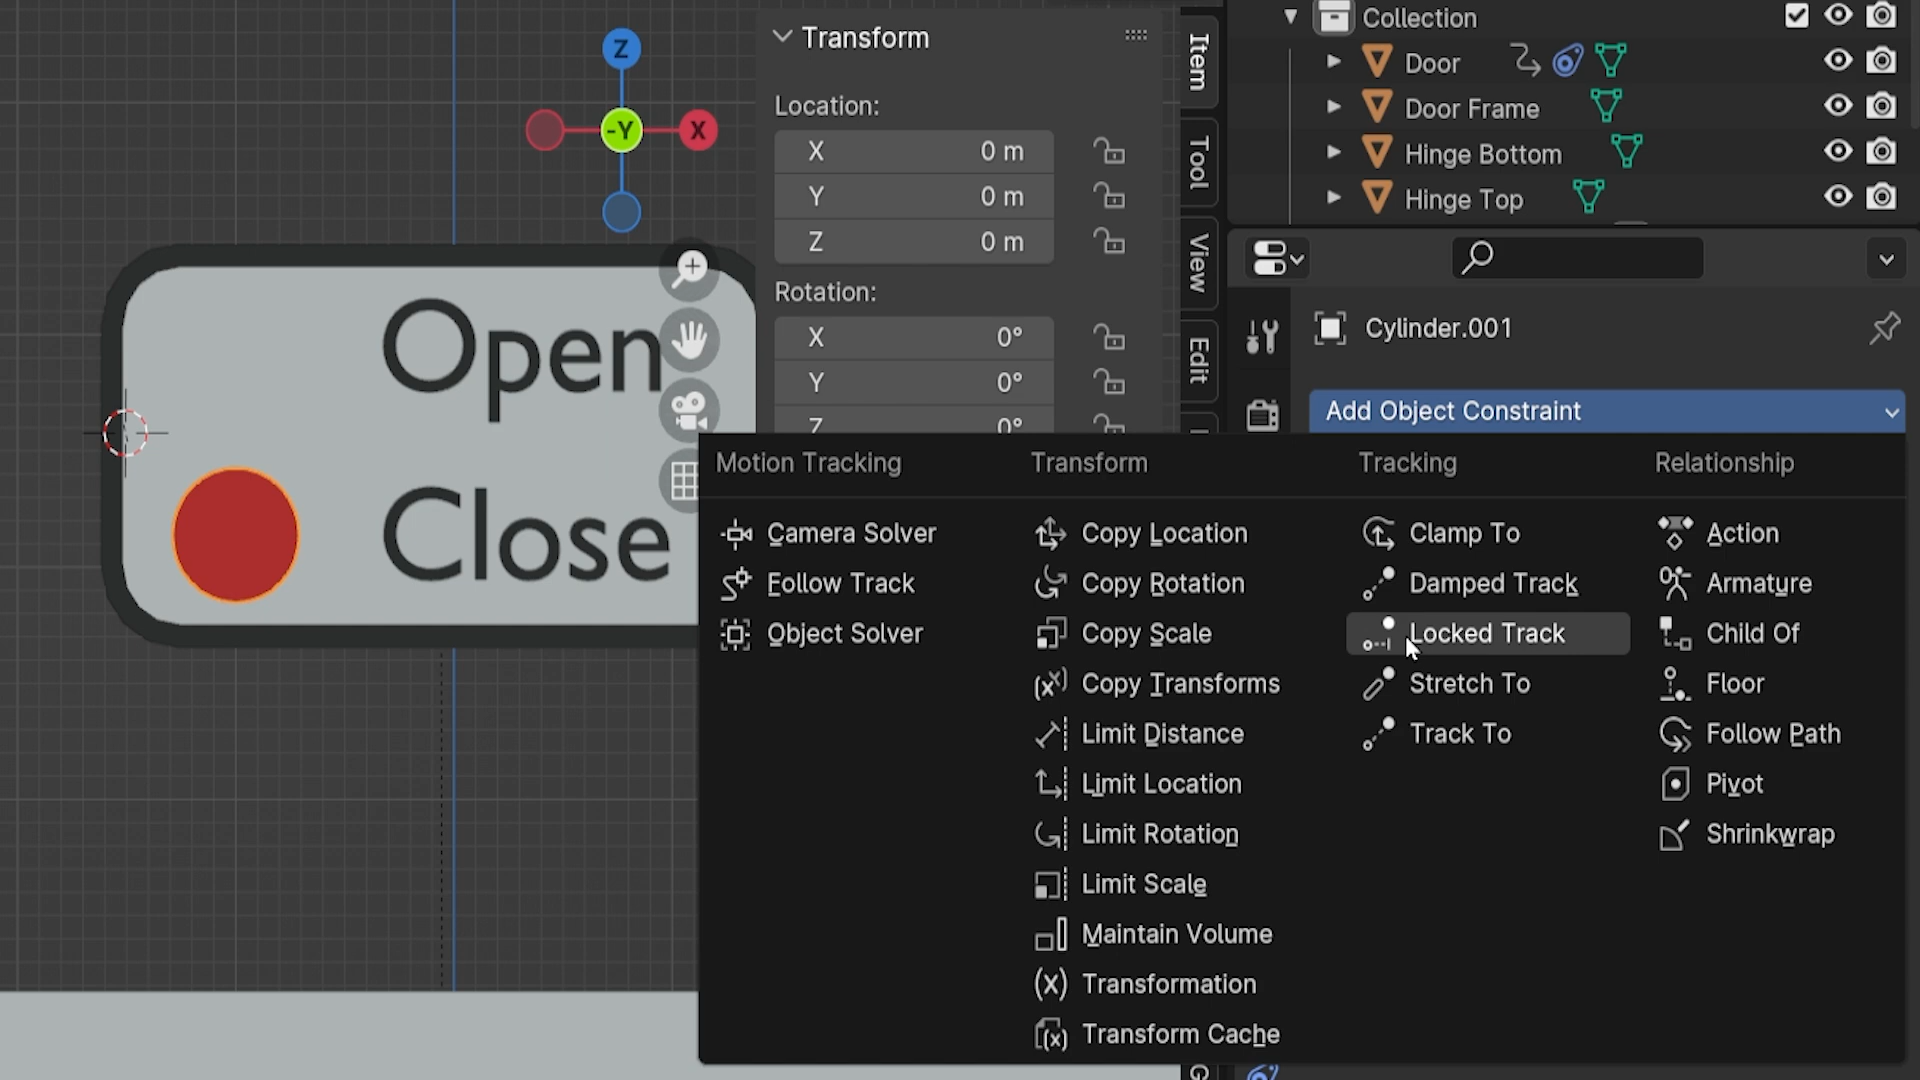 Z
-Y
X
Open
Close
Transform
Location:
X 0 m
Y 0 m
Z 0 m
Rotation:
X 0°
Y 0°
Z 0°
Item
Tool
View
Edit
Collection
Door
Door Frame
Hinge Bottom
Hinge Top
Cylinder.001
Add Object Constraint
Motion Tracking
Camera Solver
Follow Track
Object Solver
Transform
Copy Location
Copy Rotation
Copy Scale
Copy Transforms
Limit Distance
Limit Location
Limit Rotation
Limit Scale
Maintain Volume
Transformation
Transform Cache
Tracking
Clamp To
Damped Track
Locked Track
Stretch To
Track To
Relationship
Action
Armature
Child Of
Floor
Follow Path
Pivot
Shrinkwrap